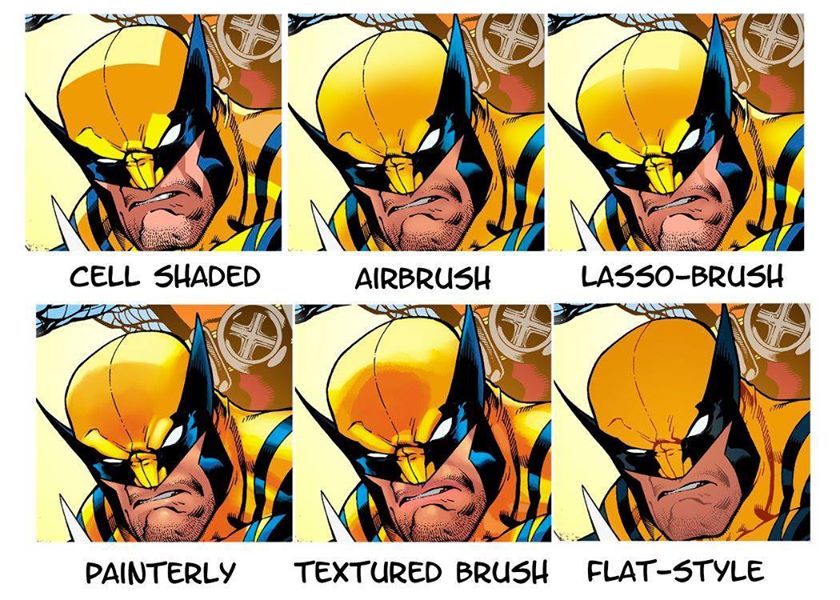 CELL SHADED
AIRBRUSH
LASSO-BRUSH
PAINTERLY
TEXTURED BRUSH
FLAT-STYLE